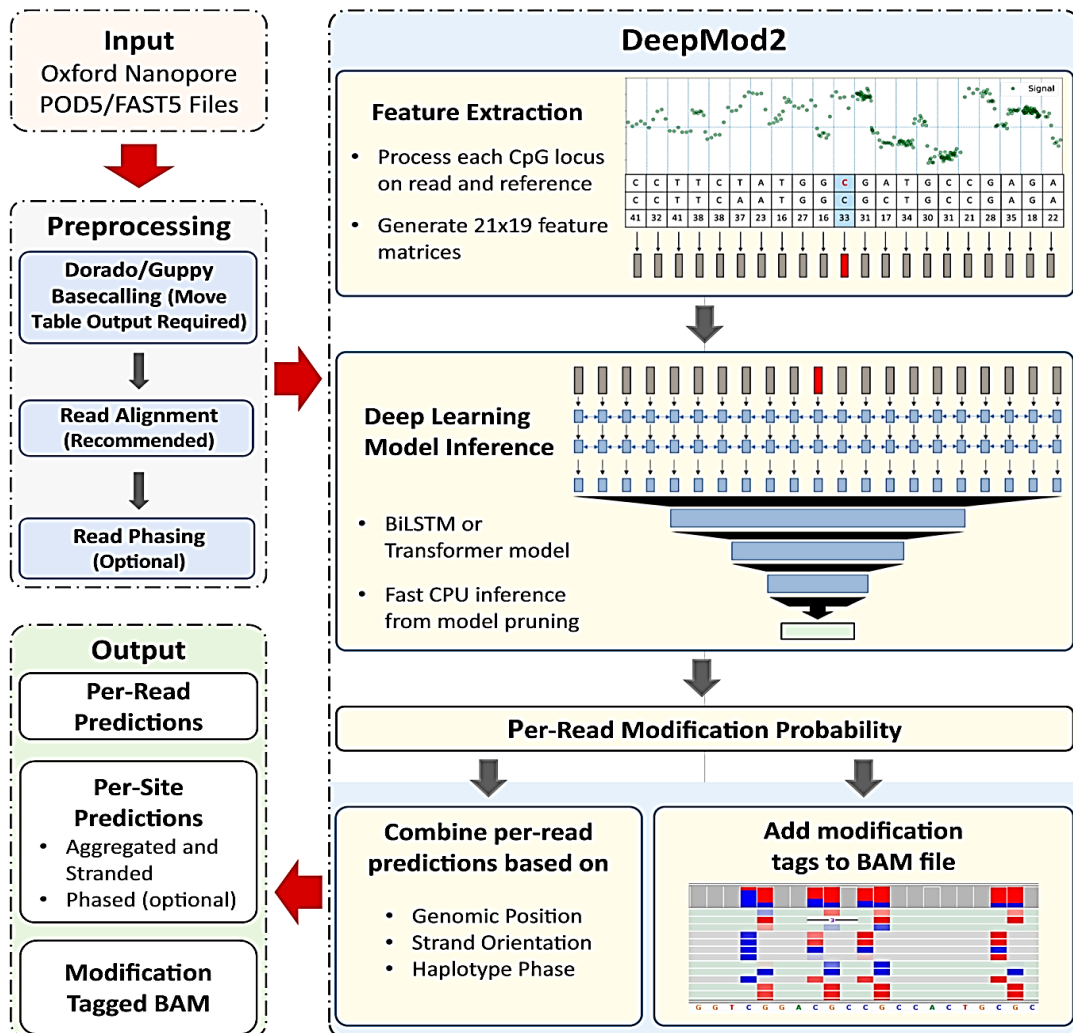 Input
Oxford Nanopore
POD5/FAST5 Files
Preprocessing
Dorado/Guppy
Basecalling (Move
Table Output Required)
Read Alignment
(Recommended)
Read Phasing
(Optional)
Output
Per-Read
Predictions
Per-Site
Predictions
• Aggregated and
Stranded
• Phased (optional)
Modification
Tagged BAM
DeepMod2
Feature Extraction
• Process each CpG locus
on read and reference
• Generate 21x19 feature
matrices
Signal
C C T T C T A T G G C G A T G C C G A G A
C C T T C A A T G G C G C T G C C G A G A
41 32 41 38 38 37 23 16 27 16 33 31 17 34 30 31 21 28 35 18 22
Deep Learning
Model Inference
• BiLSTM or
Transformer model
• Fast CPU inference
from model pruning
Per-Read Modification Probability
Combine per-read
predictions based on
• Genomic Position
• Strand Orientation
• Haplotype Phase
Add modification
tags to BAM file
G G T C G G A C G C C G C C A C T G C G C